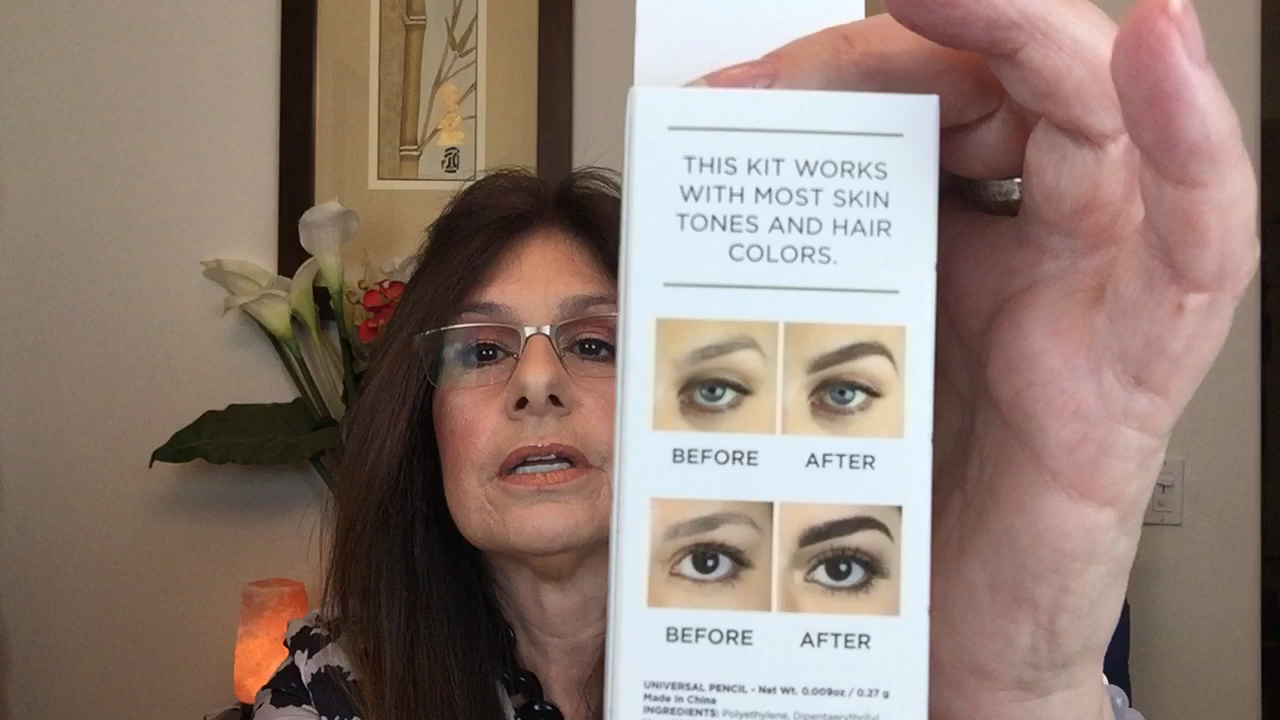 THIS KIT WORKS
WITH MOST SKIN
TONES AND HAIR
COLORS.
BEFORE AFTER
BEFORE AFTER
UNIVERSAL PENCIL - Net Wt. 0.009oz / 0.27 g
Made in China
INGREDIENTS: Polyethylene, Dipentaerythrityl